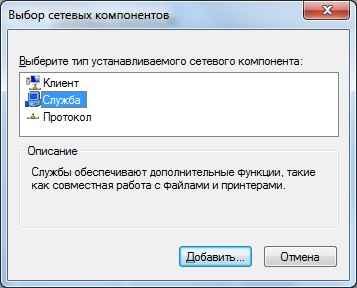 Выбор сетевых компонентов
Выберите тип устанавливаемого сетевого компонента:
Клиент
Служба
Протокол
Описание
Службы обеспечивают дополнительные функции, такие
как совместная работа с файлами и принтерами.
Добавить... Отмена